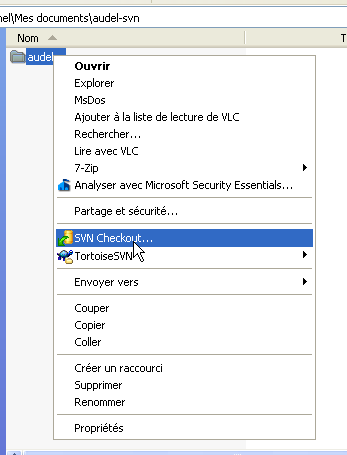 nel\Mes documents\audel-svn
Nom
T
audel
Ouvrir
Explorer
MsDos
Ajouter à la liste de lecture de VLC
Rechercher...
Lire avec VLC
7-Zip
Analyser avec Microsoft Security Essentials...
Partage et sécurité...
SVN Checkout...
TortoiseSVN
Envoyer vers
Couper
Copier
Coller
Créer un raccourci
Supprimer
Renommer
Propriétés